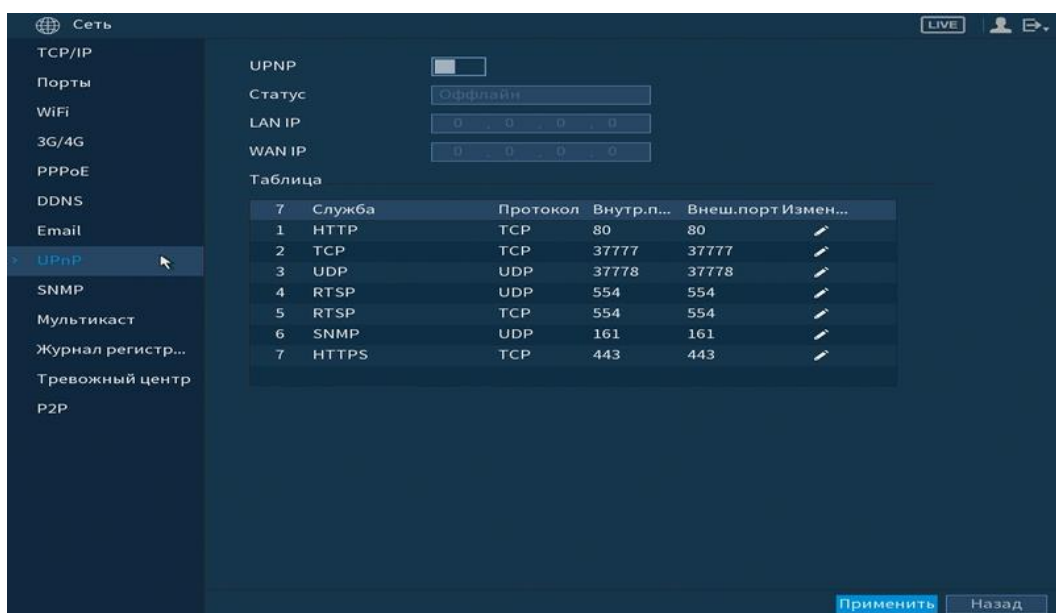 Сеть LIVE
TCP/IP
Порты
WiFi
3G/4G
PPPoE
DDNS
Email
UPnP
SNMP
Мультикаст
Журнал регистр...
Тревожный центр
P2P
UPNP
Статус Оффлайн
LAN IP 0 . 0 . 0 . 0
WAN IP 0 . 0 . 0 . 0
Таблица
7 Служба Протокол Внутр.п... Внеш.порт Измен...
1 HTTP TCP 80 80
2 TCP TCP 37777 37777
3 UDP UDP 37778 37778
4 RTSP UDP 554 554
5 RTSP TCP 554 554
6 SNMP UDP 161 161
7 HTTPS TCP 443 443
Применить Назад